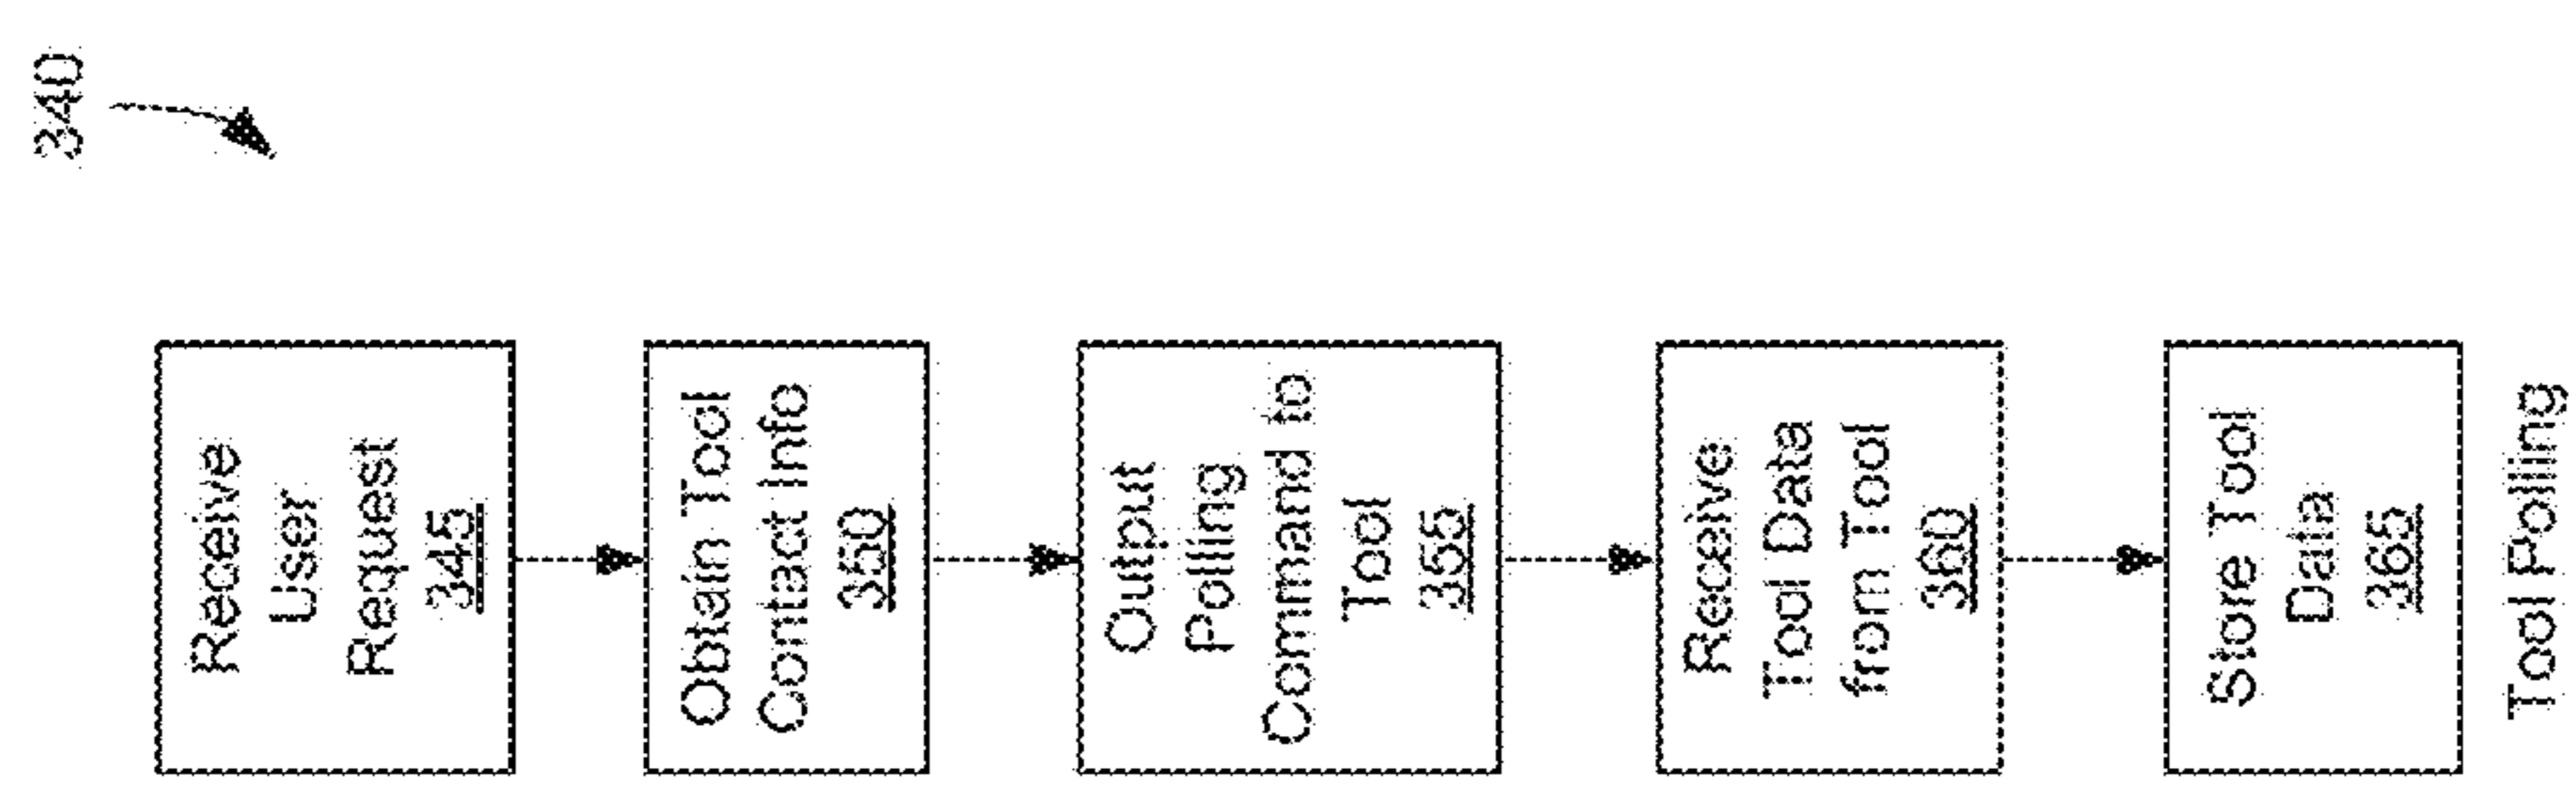 340
Receive
User
Request
345
Obtain Tool
Contact Info
350
Output
Polling
Command to
Tool
355
Receive
Tool Data
from Tool
360
Store Tool
Data
365
Tool Polling